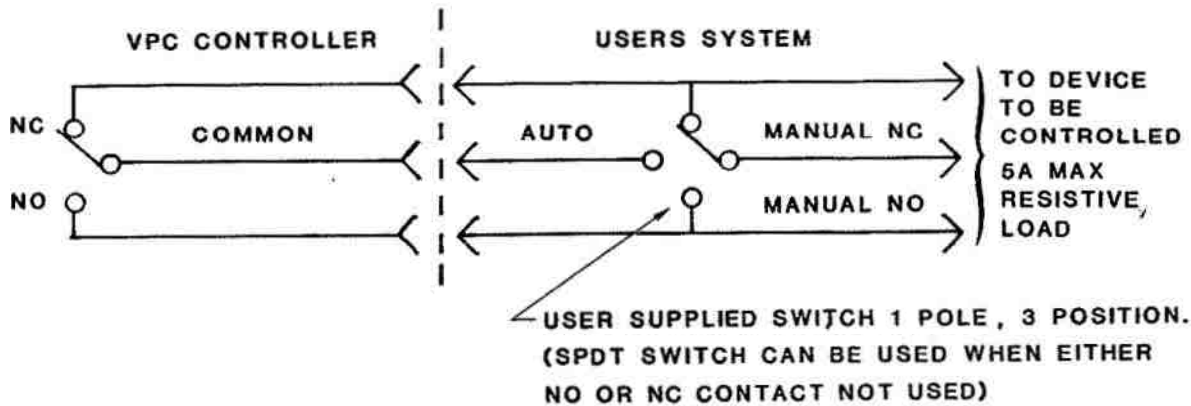 VPC CONTROLLER
USERS SYSTEM
NC
COMMON
NO
AUTO
MANUAL NC
MANUAL NO
TO DEVICE
TO BE
CONTROLLED
5A MAX
RESISTIVE,
LOAD
USER SUPPLIED SWITCH 1 POLE, 3 POSITION.
(SPDT SWITCH CAN BE USED WHEN EITHER
NO OR NC CONTACT NOT USED)